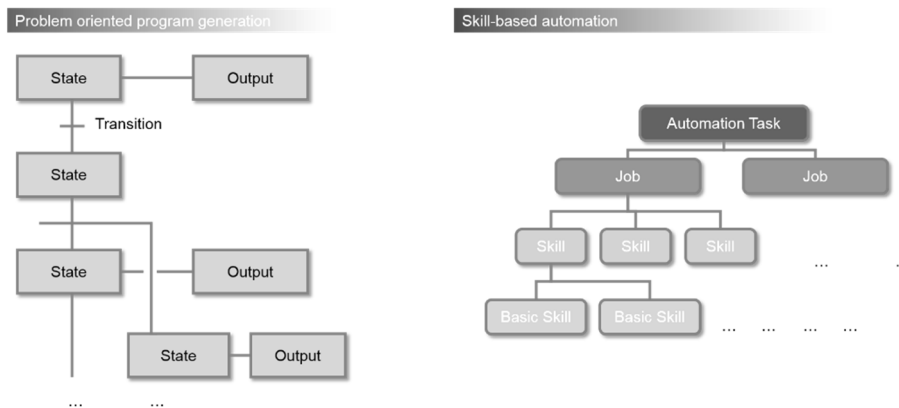 Problem oriented program generation
State
Output
Transition
State
State
Output
State
Output
... ...
Skill-based automation
Automation Task
Job
Job
Skill
Skill
Skill
... .
Basic Skill
Basic Skill
... ... ... ...